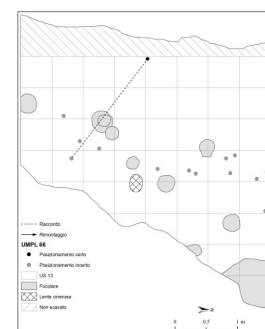 Raccordo
Rimontaggio
UMPL 66
Posizionamento certo
Posizionamento incerto
US 13
Focolare
Lente cinerosa
Non scavato
N
0 0,5 1 m